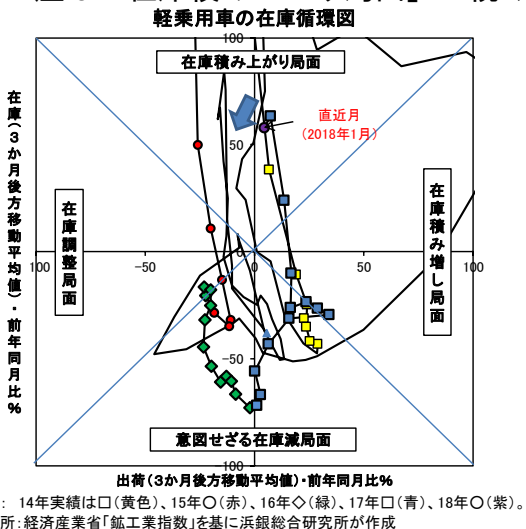 軽乗用車の在庫循環図
100
在庫積み上がり局面
直近月
(2018年1月)
50
在庫(3か月後方移動平均値)・前年同月比%
在庫調整局面
在庫積み増し局面
100
−50
0
0
50
100
-50
意図せざる在庫減局面
-100
出荷(3か月後方移動平均値)・前年同月比%
: 14年実績は□(黄色)、15年○(赤)、16年◇(緑)、17年□(青)、18年○(紫)。
所:経済産業省「鉱工業指数」を基に浜銀総合研究所が作成